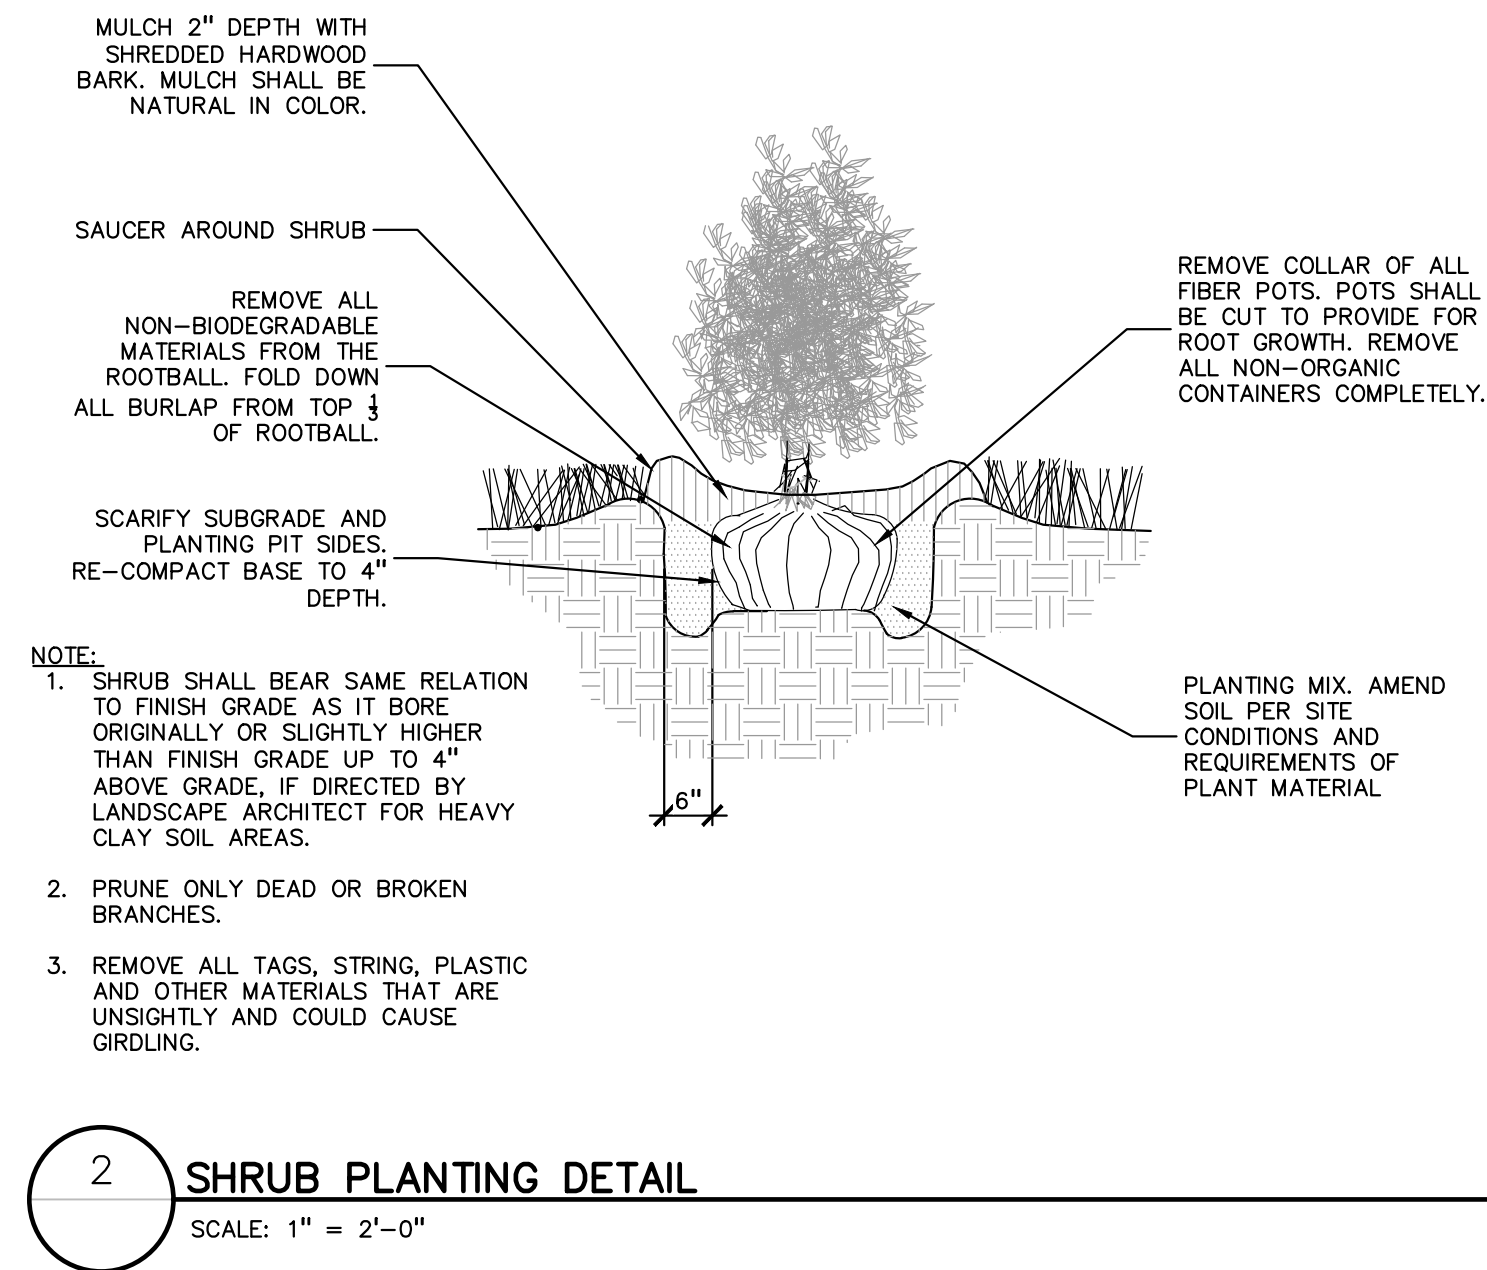 MULCH 2" DEPTH WITH
SHREDDED HARDWOOD
BARK. MULCH SHALL BE
NATURAL IN COLOR.
SAUCER AROUND SHRUB
REMOVE ALL
NON-BIODEGRADABLE
MATERIALS FROM THE
ROOTBALL. FOLD DOWN
ALL BURLAP FROM TOP 1/3
OF ROOTBALL.
SCARIFY SUBGRADE AND
PLANTING PIT SIDES.
RE-COMPACT BASE TO 4"
DEPTH.
REMOVE COLLAR OF ALL
FIBER POTS. POTS SHALL
BE CUT TO PROVIDE FOR
ROOT GROWTH. REMOVE
ALL NON-ORGANIC
CONTAINERS COMPLETELY.
PLANTING MIX. AMEND
SOIL PER SITE
CONDITIONS AND
REQUIREMENTS OF
PLANT MATERIAL
6"
NOTE:
1. SHRUB SHALL BEAR SAME RELATION
TO FINISH GRADE AS IT BORE
ORIGINALLY OR SLIGHTLY HIGHER
THAN FINISH GRADE UP TO 4"
ABOVE GRADE, IF DIRECTED BY
LANDSCAPE ARCHITECT FOR HEAVY
CLAY SOIL AREAS.
2. PRUNE ONLY DEAD OR BROKEN
BRANCHES.
3. REMOVE ALL TAGS, STRING, PLASTIC
AND OTHER MATERIALS THAT ARE
UNSIGHTLY AND COULD CAUSE
GIRDLING.
2
SHRUB PLANTING DETAIL
SCALE: 1" = 2'-0"